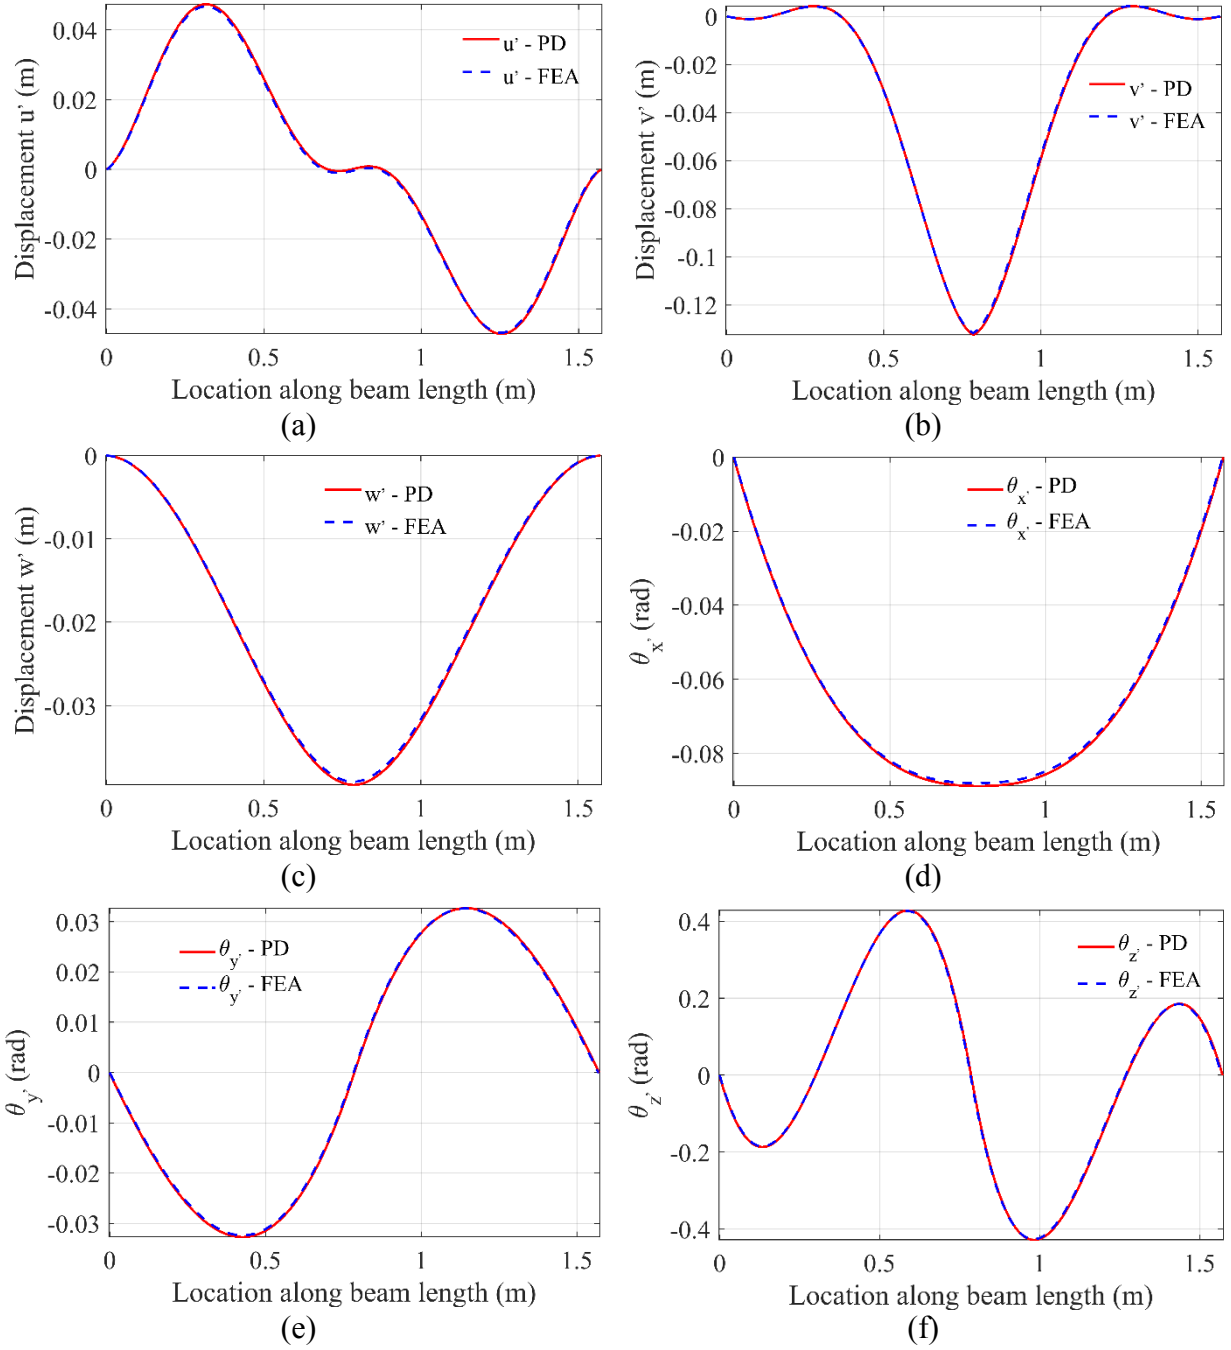 0.04
0.02
0
-0.02
-0.04
Displacement u' (m)
u' - PD
u' - FEA
0
0.5
1
1.5
Location along beam length (m)
(a)
0
-0.02
-0.04
-0.06
-0.08
-0.1
-0.12
Displacement v' (m)
v' - PD
v' - FEA
0
0.5
1
1.5
Location along beam length (m)
(b)
0
-0.01
-0.02
-0.03
Displacement w' (m)
w' - PD
w' - FEA
0
0.5
1
1.5
Location along beam length (m)
(c)
0
-0.02
-0.04
-0.06
-0.08
θx' (rad)
θx' - PD
θx' - FEA
0
0.5
1
1.5
Location along beam length (m)
(d)
0.03
0.02
0.01
0
-0.01
-0.02
-0.03
θy' (rad)
θy' - PD
θy' - FEA
0
0.5
1
1.5
Location along beam length (m)
(e)
0.4
0.2
0
-0.2
-0.4
θz' (rad)
θz' - PD
θz' - FEA
0
0.5
1
1.5
Location along beam length (m)
(f)